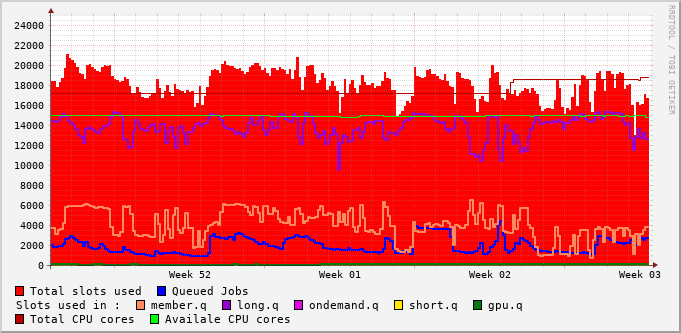 RRDTOOL / TOBI OETIKER
24000
22000
20000
18000
16000
14000
12000
10000
8000
6000
4000
2000
0
Week 52 Week 01 Week 02 Week 03
Total slots used Queued Jobs
Slots used in : member.q long.q ondemand.q short.q gpu.q
Total CPU cores Availale CPU cores